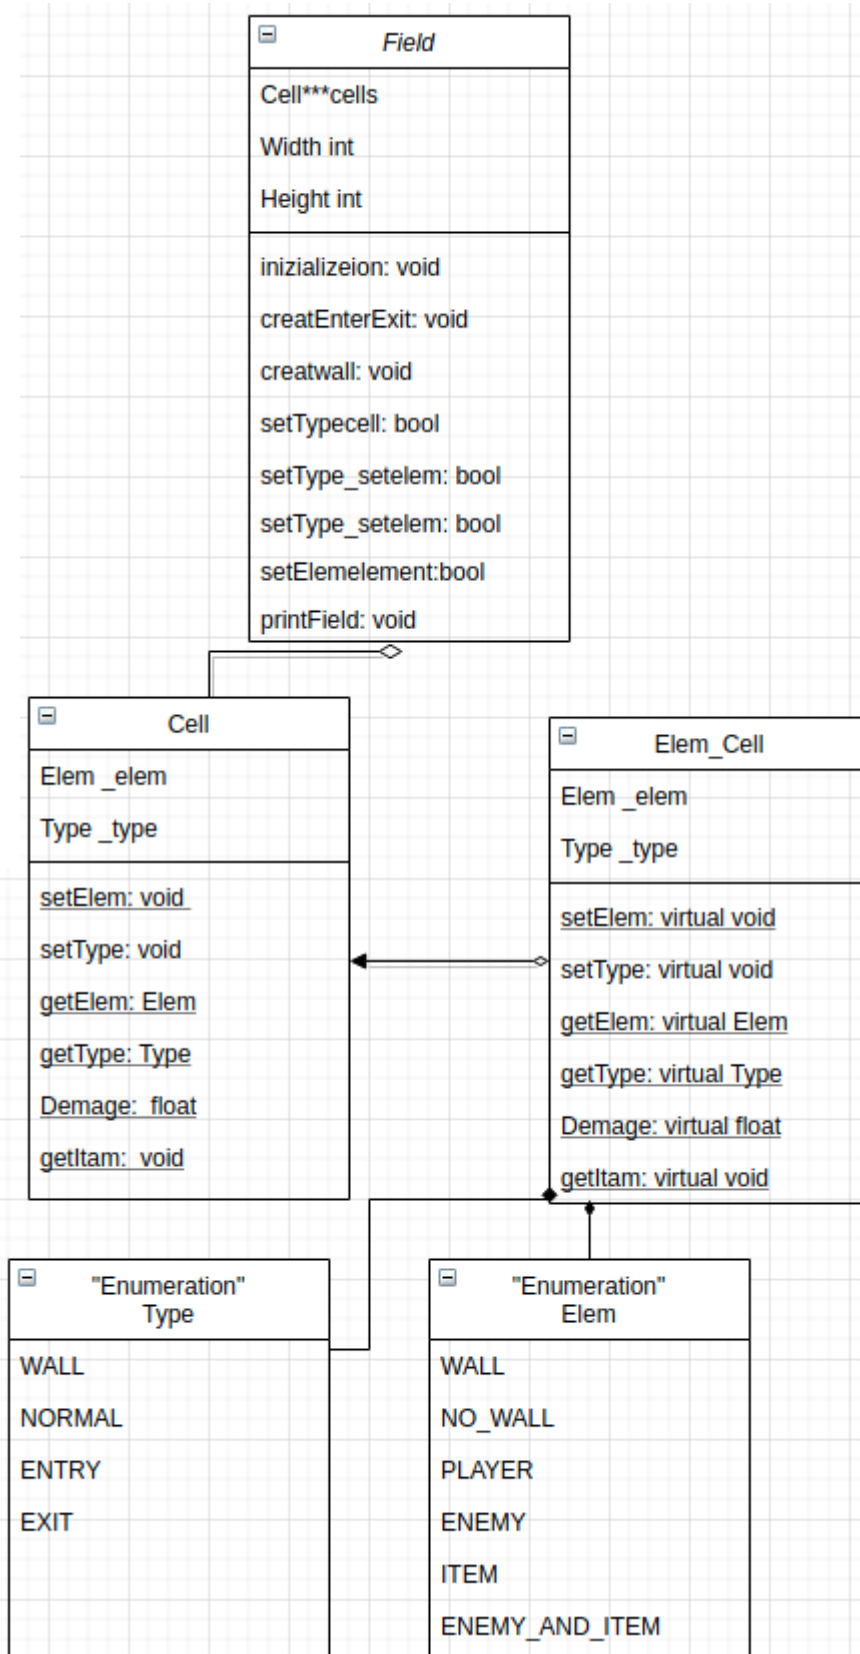 Field
Cell***cells
Width int
Height int
inizializeion: void
creatEnterExit: void
creatwall: void
setTypecell: bool
setType_setelem: bool
setType_setelem: bool
setElemelement:bool
printField: void
Cell
Elem _elem
Type _type
setElem: void
setType: void
getElem: Elem
getType: Type
Demage: float
getItam: void
Elem_Cell
Elem _elem
Type _type
setElem: virtual void
setType: virtual void
getElem: virtual Elem
getType: virtual Type
Demage: virtual float
getItam: virtual void
"Enumeration"
Type
WALL
NORMAL
ENTRY
EXIT
"Enumeration"
Elem
WALL
NO_WALL
PLAYER
ENEMY
ITEM
ENEMY_AND_ITEM